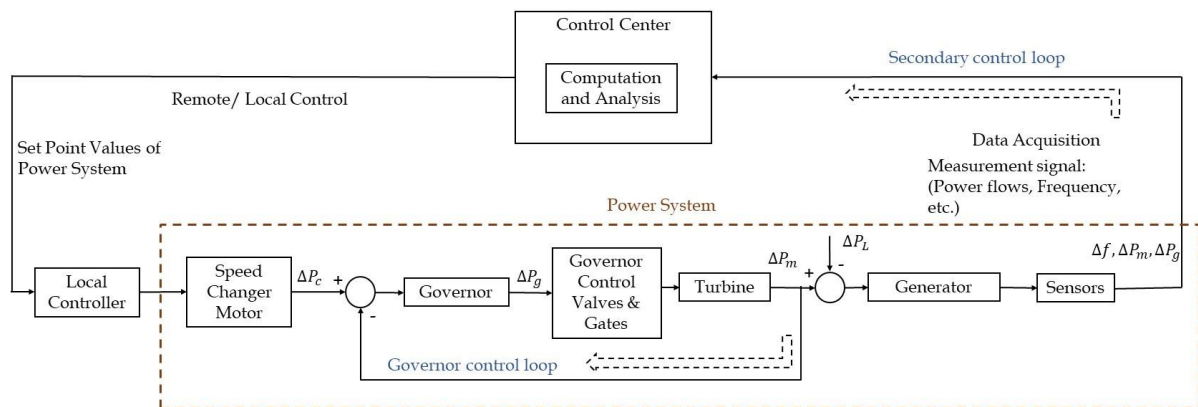 Control Center
Computation
and Analysis
Secondary control loop
Remote/ Local Control
Set Point Values of
Power System
Data Acquisition
Measurement signal:
(Power flows, Frequency,
etc.)
Power System
Local
Controller
Speed
Changer
Motor
ΔP_c
+
-
Governor
ΔP_g
Governor
Control
Valves &
Gates
Turbine
ΔP_m
+
ΔP_L
-
Generator
Sensors
Δf, ΔP_m, ΔP_g
Governor control loop